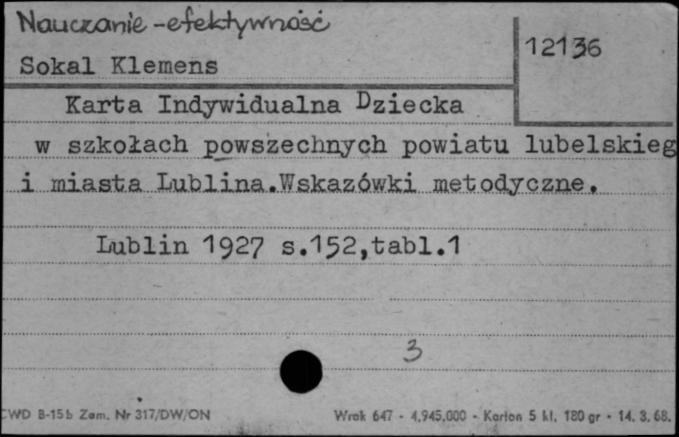 Nauczanie-efektywność
12136
Sokal Klemens
Karta Indywidualna Dziecka
w szkołach powszechnych powiatu lubelskieg
i miasta Lublina.Wskazówki metodyczne.
Lublin 1927 s.152,tabl.1
3
CWD B-15b Zam. Nr 317/DW/ON
Wrak 647 - 4.945.000 - Karton 5 kl. 180 gr - 14. 3. 68.